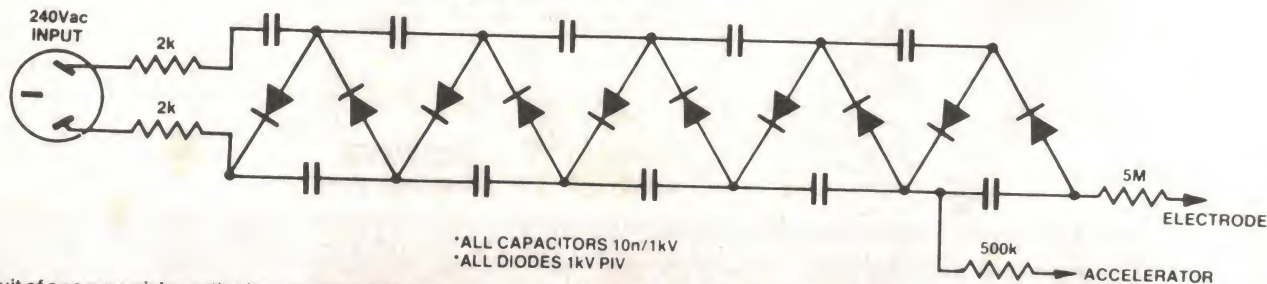 240Vac
INPUT
2k
2k
5M
ELECTRODE
*ALL CAPACITORS 10n/1kV
*ALL DIODES 1kV PIV
500k
ACCELERATOR